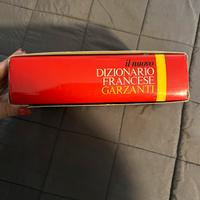 il nuovo
DIZIONARIO
FRANCESE
GARZANTI